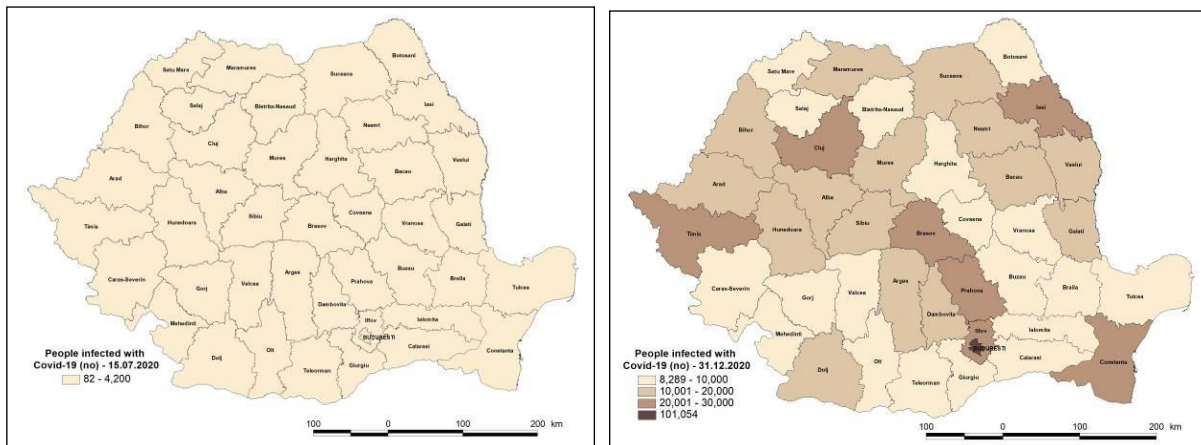 Botosani
Satu Mare
Maramures
Suceava
Salaj
Bistrita-Nasaud
Iasi
Bihor
Neamt
Cluj
Mures
Harghita
Vaslui
Bacau
Arad
Alba
Sibiu
Covasna
Hunedoara
Brasov
Vrancea
Galati
Timis
Caras-Severin
Arges
Buzau
Braila
Gorj
Valcea
Prahova
Tulcea
Dambovita
Mehedinti
Ilfov
Ialomita
BUCURESTI
Calarasi
Constanta
Dolj
Olt
Teleorman
Giurgiu
People infected with
Covid-19 (no) - 15.07.2020
82 - 4,200
100 0 100 200 km
Botosani
Satu Mare
Maramures
Suceava
Salaj
Bistrita-Nasaud
Iasi
Bihor
Neamt
Cluj
Mures
Harghita
Vaslui
Bacau
Arad
Alba
Sibiu
Covasna
Hunedoara
Brasov
Vrancea
Galati
Timis
Caras-Severin
Arges
Buzau
Braila
Gorj
Valcea
Prahova
Tulcea
Dambovita
Mehedinti
Ilfov
Ialomita
BUCURESTI
Calarasi
Constanta
Dolj
Olt
Teleorman
Giurgiu
People infected with
Covid-19 (no) - 31.12.2020
8,289 - 10,000
10,001 - 20,000
20,001 - 30,000
101,054
100 0 100 200 km